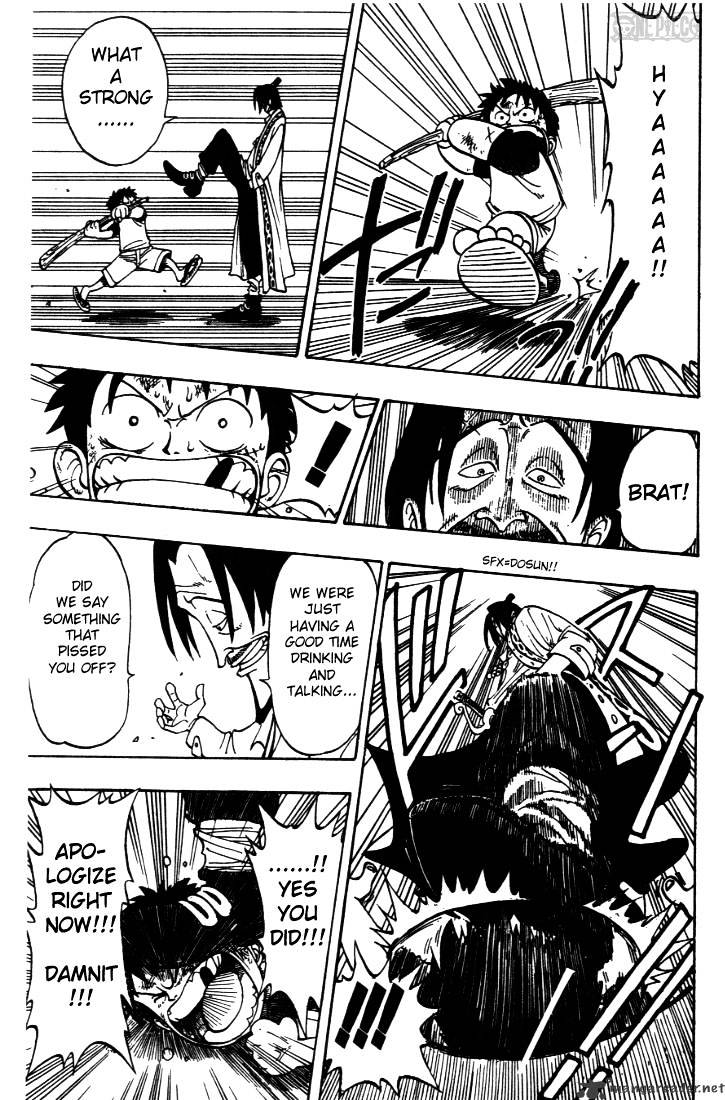 ONE PIECE
HYAAAAAAA!!
WHAT
A
STRONG
......
BRAT!
!!
SFX=DOSUN!!
WE WERE
JUST
HAVING A
GOOD TIME
DRINKING
AND
TALKING...
DID
WE SAY
SOMETHING
THAT
PISSED
YOU OFF?
!!!
......!!
YES
YOU
DID!!!
APO-
LOGIZE
RIGHT
NOW!!!
DAMNIT
!!!
mangareader.net